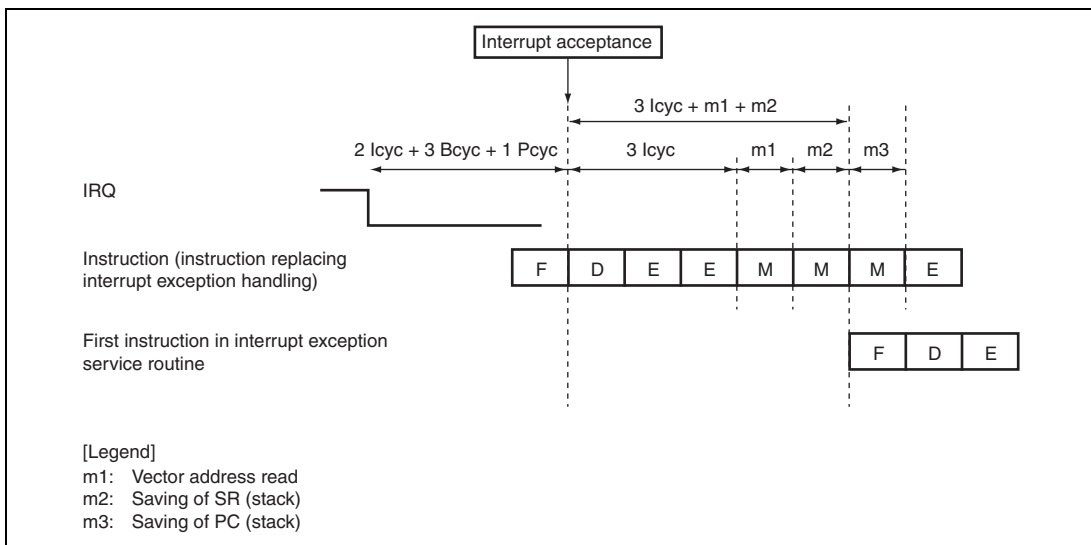 Interrupt acceptance
3 Icyc + m1 + m2
2 Icyc + 3 Bcyc + 1 Pcyc
3 Icyc
m1
m2
m3
IRQ
Instruction (instruction replacing
interrupt exception handling)
F D E E M M M E
First instruction in interrupt exception
service routine
F D E
[Legend]
m1: Vector address read
m2: Saving of SR (stack)
m3: Saving of PC (stack)